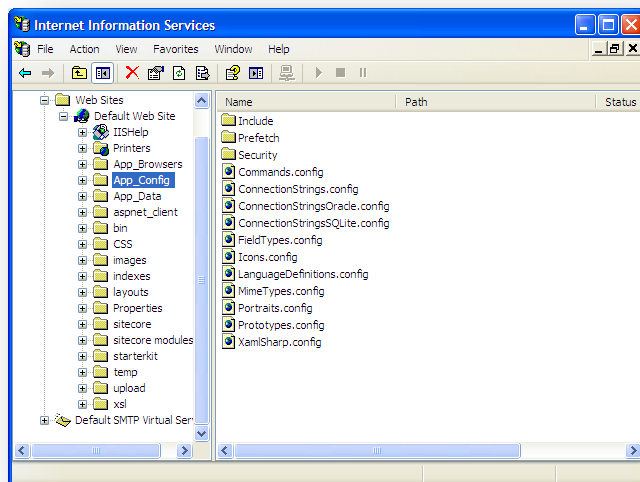 Internet Information Services
File Action View Favorites Window Help
Web Sites
Default Web Site
IISHelp
Printers
App_Browsers
App_Config
App_Data
aspnet_client
bin
CSS
images
indexes
layouts
Properties
sitecore
sitecore modules
starterkit
temp
upload
xsl
Default SMTP Virtual Ser
Name Path Status
Include
Prefetch
Security
Commands.config
ConnectionStrings.config
ConnectionStringsOracle.config
ConnectionStringsSQLite.config
FieldTypes.config
Icons.config
LanguageDefinitions.config
MimeTypes.config
Portraits.config
Prototypes.config
XamlSharp.config